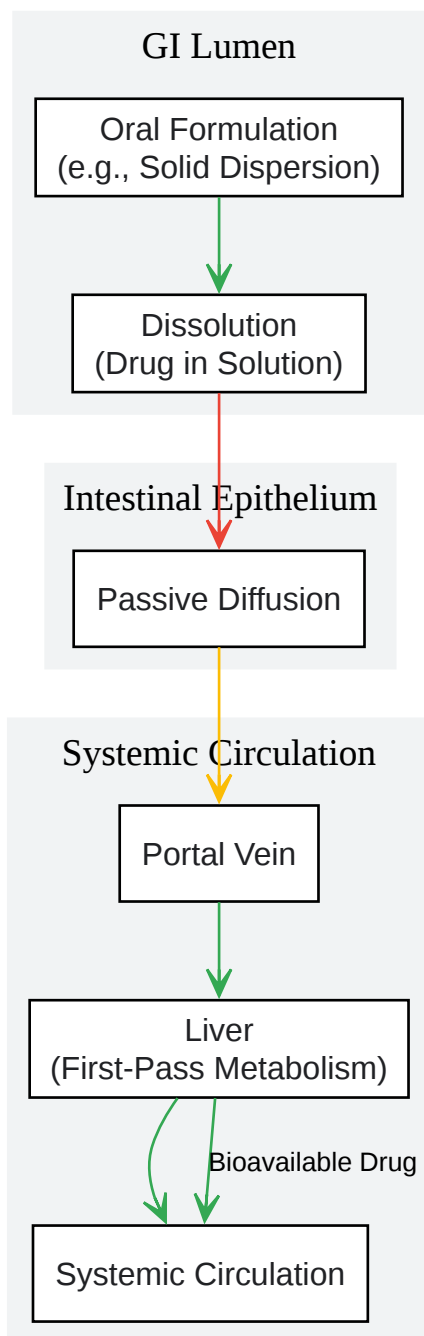 GI Lumen
Oral Formulation
(e.g., Solid Dispersion)
Dissolution
(Drug in Solution)
Intestinal Epithelium
Passive Diffusion
Systemic Circulation
Portal Vein
Liver
(First-Pass Metabolism)
Bioavailable Drug
Systemic Circulation